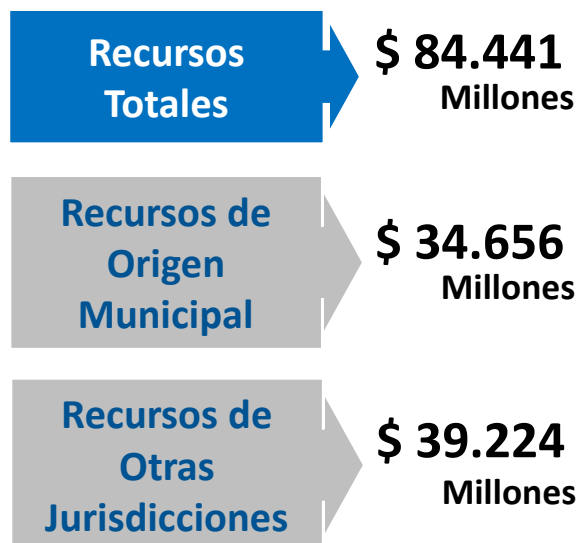 Recursos
Totales
$ 84.441
Millones
Recursos de
Origen
Municipal
$ 34.656
Millones
Recursos de
Otras
Jurisdicciones
$ 39.224
Millones